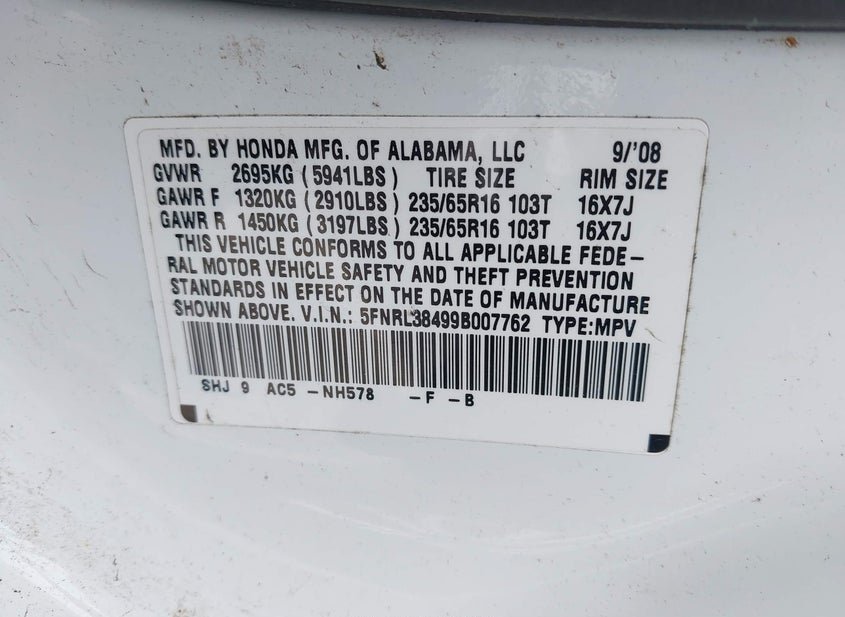 MFD. BY HONDA MFG. OF ALABAMA, LLC 9/'08
GVWR 2695KG (5941LBS) TIRE SIZE RIM SIZE
GAWR F 1320KG (2910LBS) 235/65R16 103T 16X7J
GAWR R 1450KG (3197LBS) 235/65R16 103T 16X7J
THIS VEHICLE CONFORMS TO ALL APPLICABLE FEDE-
RAL MOTOR VEHICLE SAFETY AND THEFT PREVENTION
STANDARDS IN EFFECT ON THE DATE OF MANUFACTURE
SHOWN ABOVE. V.I.N.: 5FNRL38499B007762 TYPE:MPV
SHJ 9 AC5 -NH578 -F -B